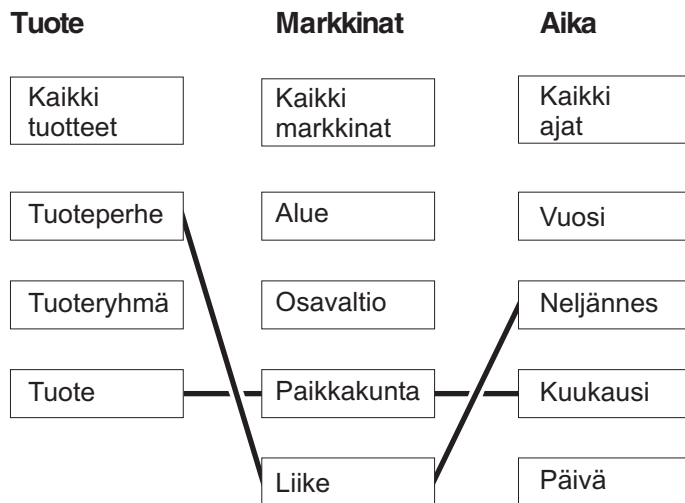 Tuote
Markkinat
Aika
Kaikki
tuotteet
Kaikki
markkinat
Kaikki
ajat
Tuoteperhe
Alue
Vuosi
Tuoteryhmä
Osavaltio
Neljännes
Tuote
Paikkakunta
Kuukausi
Liike
Päivä